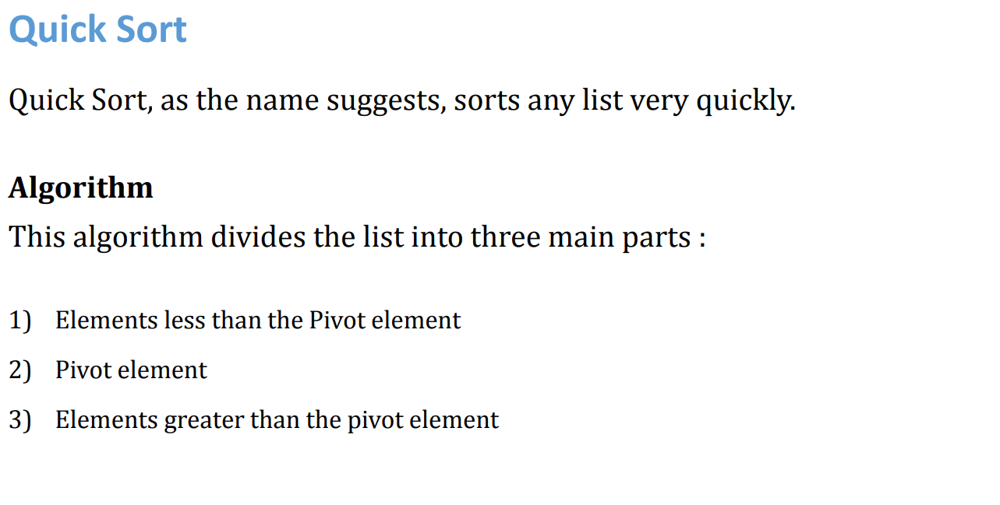 Quick Sort
Quick Sort, as the name suggests, sorts any list very quickly.
Algorithm
This algorithm divides the list into three main parts :
1) Elements less than the Pivot element
2) Pivot element
3) Elements greater than the pivot element